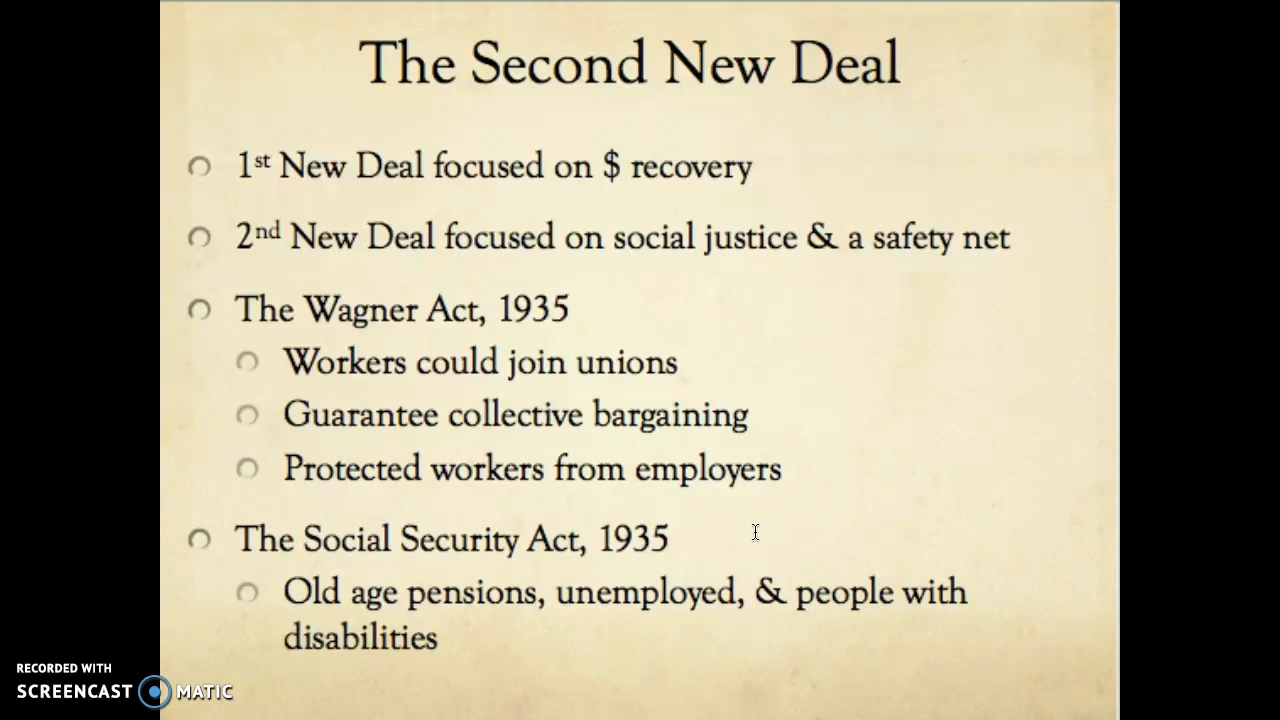 The Second New Deal
1st New Deal focused on $ recovery
2nd New Deal focused on social justice & a safety net
The Wagner Act, 1935
Workers could join unions
Guarantee collective bargaining
Protected workers from employers
The Social Security Act, 1935
Old age pensions, unemployed, & people with
disabilities
RECORDED WITH
SCREENCAST MATIC